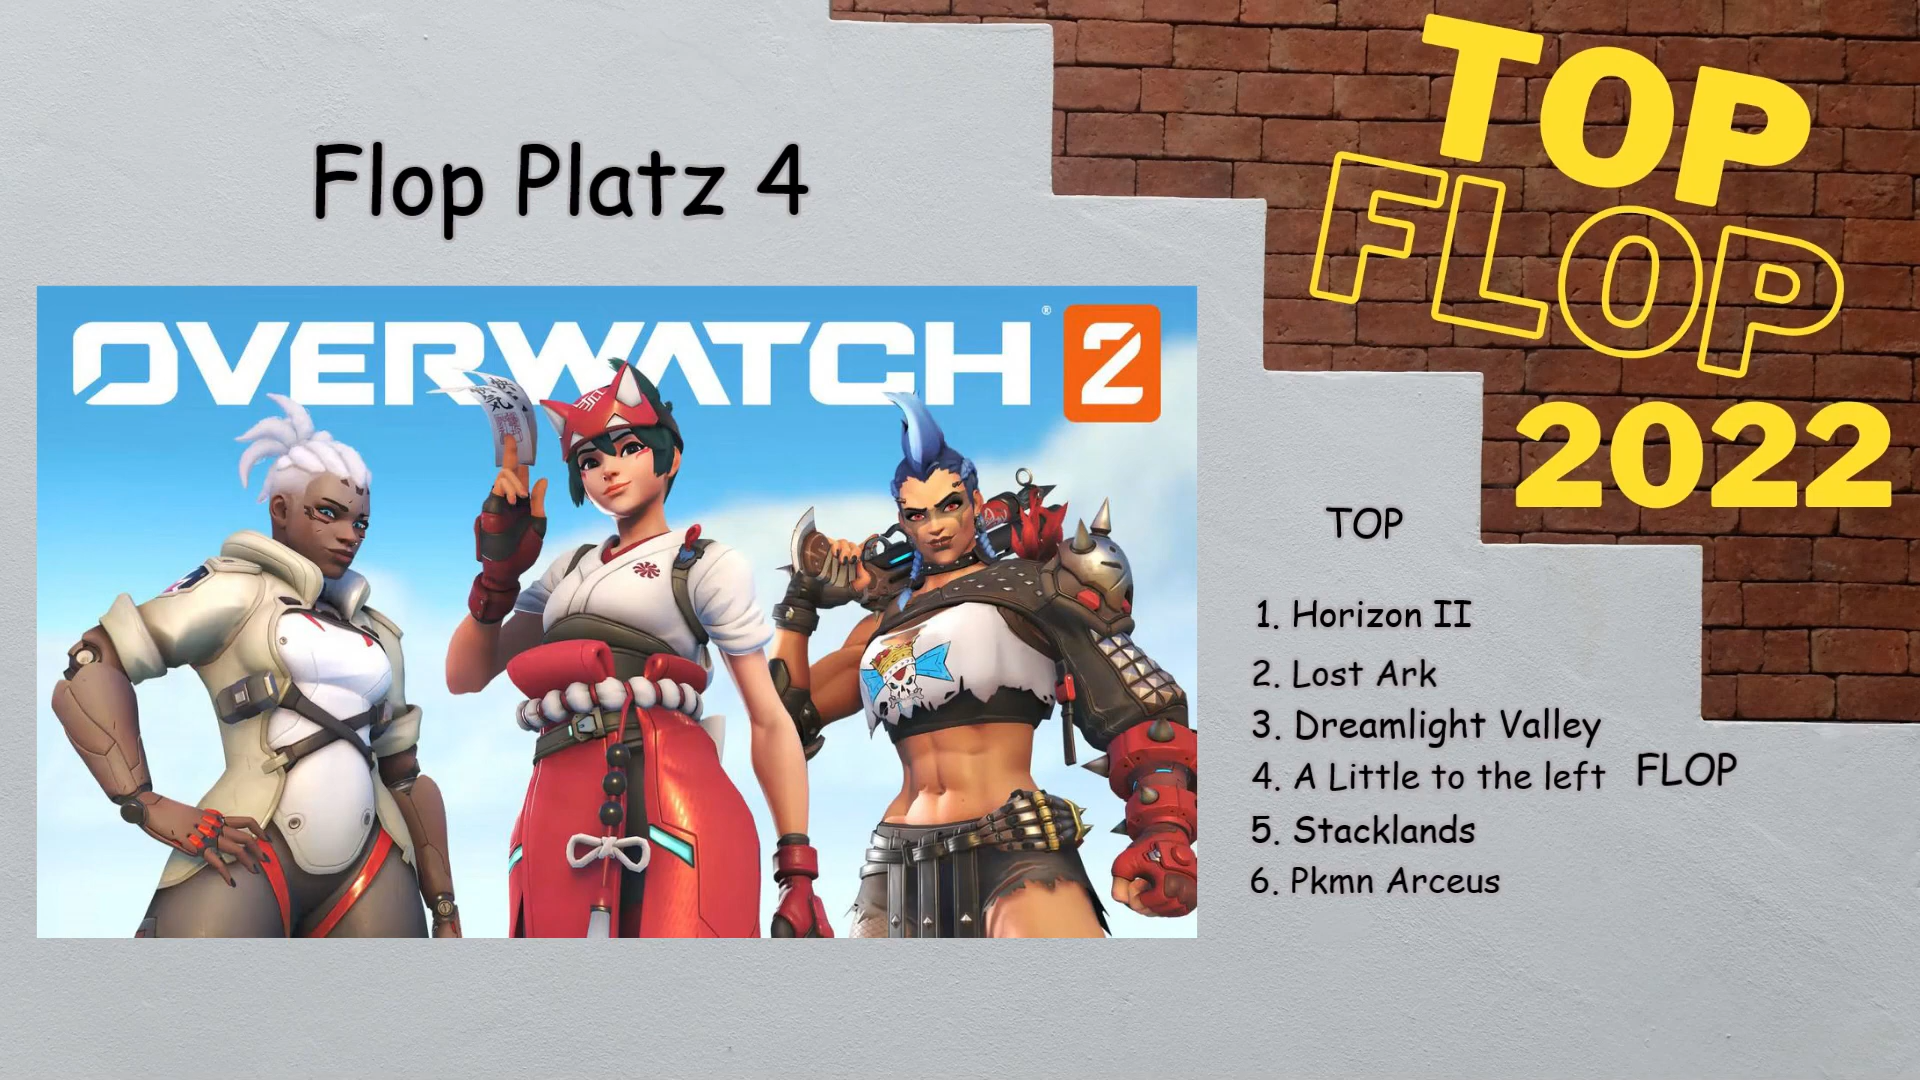 TOP
FLOP
2022
Flop Platz 4
OVERWATCH 2
®
TOP
1. Horizon II
2. Lost Ark
3. Dreamlight Valley
4. A Little to the left
5. Stacklands
6. Pkmn Arceus
FLOP